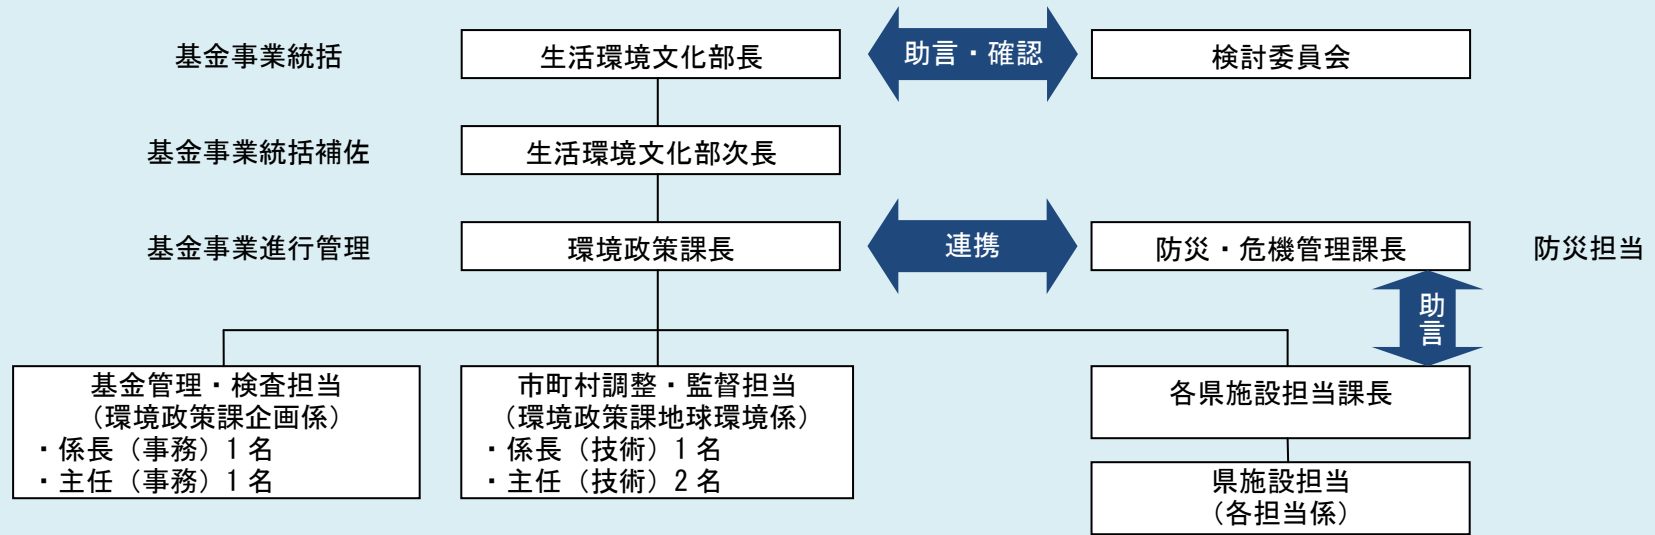 基金事業統括
生活環境文化部長
助言・確認
検討委員会
基金事業統括補佐
生活環境文化部次長
基金事業進行管理
環境政策課長
連携
防災・危機管理課長
防災担当
助言
基金管理・検査担当
（環境政策課企画係）
・係長（事務）1名
・主任（事務）1名
市町村調整・監督担当
（環境政策課地球環境係）
・係長（技術）1名
・主任（技術）2名
各県施設担当課長
県施設担当
（各担当係）